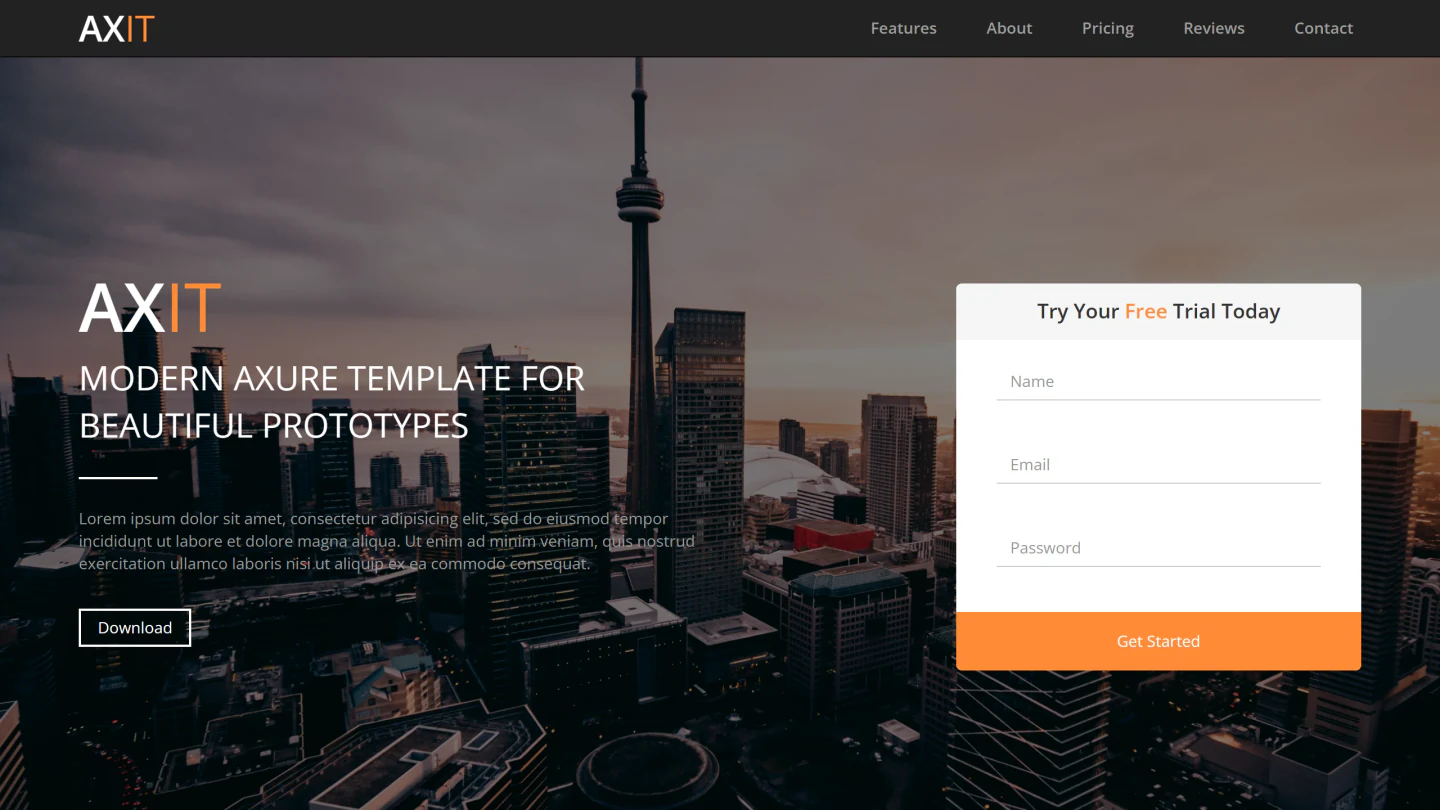 AXIT
Features About Pricing Reviews Contact
AXIT
MODERN AXURE TEMPLATE FOR
BEAUTIFUL PROTOTYPES
Lorem ipsum dolor sit amet, consectetur adipisicing elit, sed do eiusmod tempor
incididunt ut labore et dolore magna aliqua. Ut enim ad minim veniam, quis nostrud
exercitation ullamco laboris nisi ut aliquip ex ea commodo consequat.
Download
Try Your Free Trial Today
Name
Email
Password
Get Started